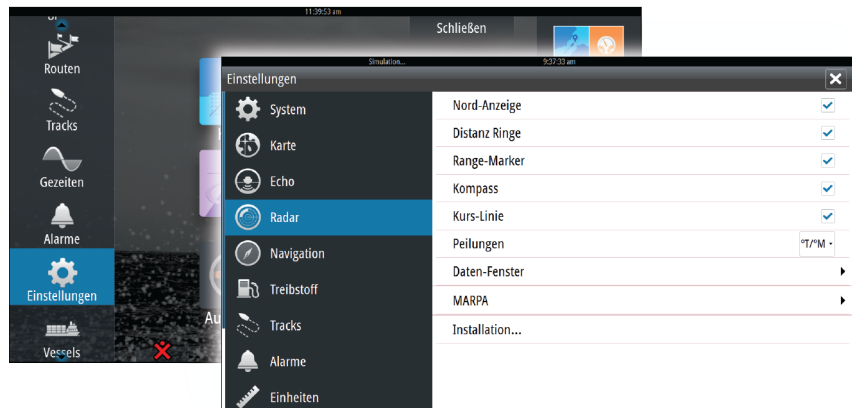 11:39:53 am
Schließen
Routen
Tracks
Gezeiten
Alarme
Einstellungen
Vessels
Au
Simulation...
9:37:33 am
Einstellungen
System
Karte
Echo
Radar
Navigation
Treibstoff
Tracks
Alarme
Einheiten
Nord-Anzeige
Distanz Ringe
Range-Marker
Kompass
Kurs-Linie
Peilungen
°T/°M
Daten-Fenster
MARPA
Installation...